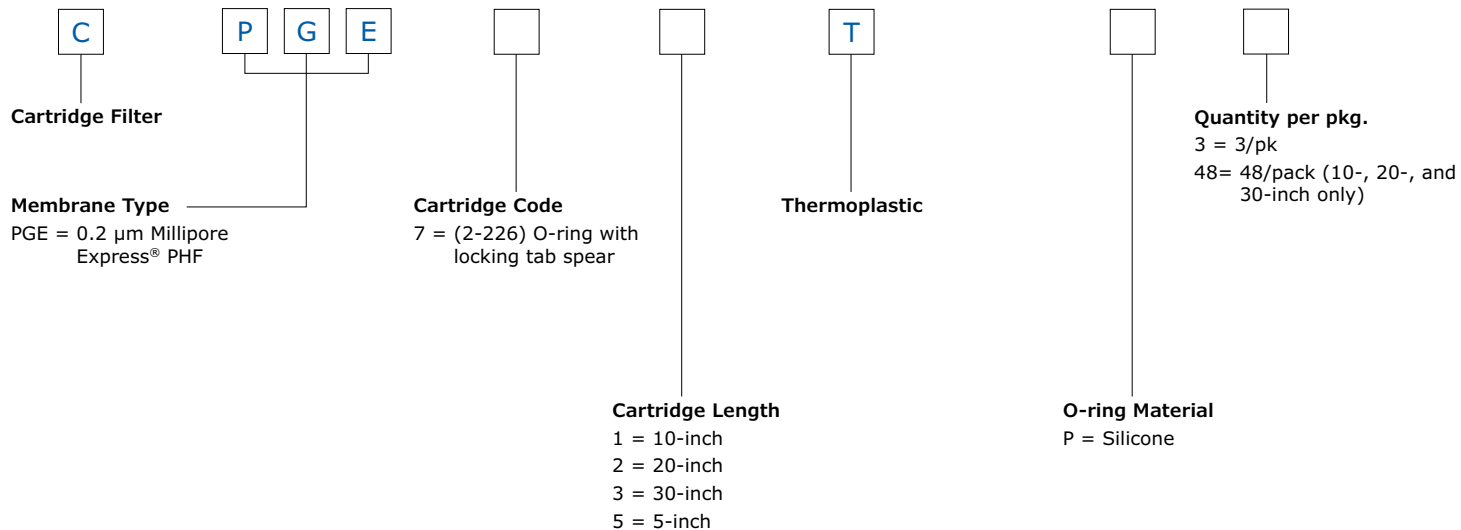 C P G E T
Cartridge Filter
Membrane Type
PGE = 0.2 µm Millipore
Express® PHF
Cartridge Code
7 = (2-226) O-ring with
locking tab spear
Thermoplastic
Quantity per pkg.
3 = 3/pk
48= 48/pack (10-, 20-, and
30-inch only)
Cartridge Length
1 = 10-inch
2 = 20-inch
3 = 30-inch
5 = 5-inch
O-ring Material
P = Silicone